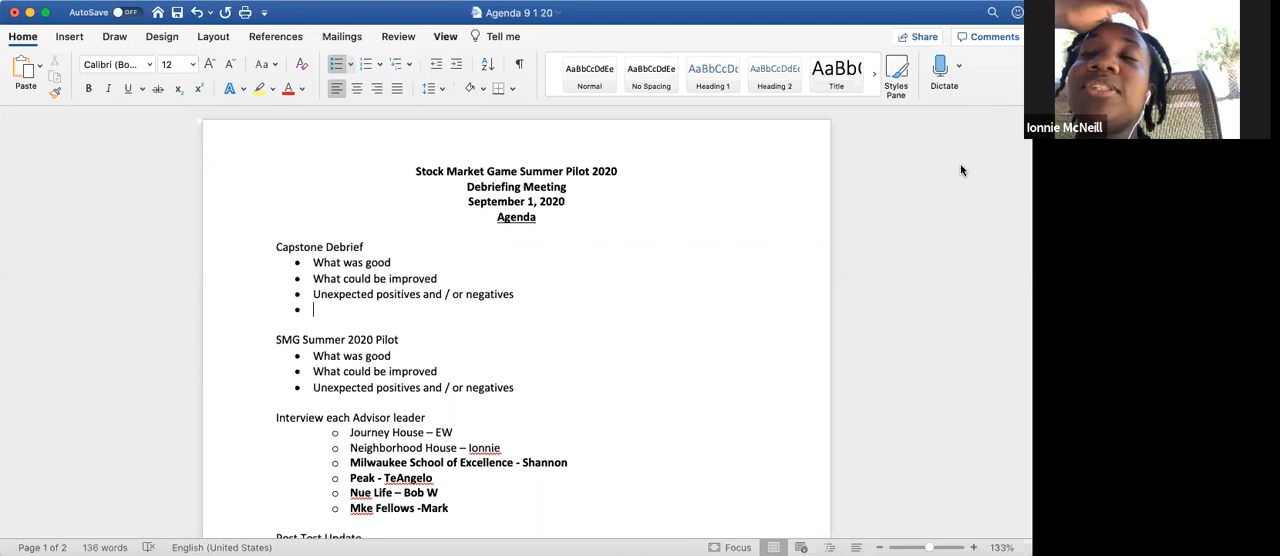 AutoSave OFF
Agenda 9 1 20
Home Insert Draw Design Layout References Mailings Review View Tell me
Share Comments
Paste
Calibri (Bo... 12
AaBbCcDdEe Normal
AaBbCcDdEe No Spacing
AaBbCcDc Heading 1
AaBbCcDdEe Heading 2
AaBb( Title
Styles Pane
Dictate
Ionnie McNeill
Stock Market Game Summer Pilot 2020
Debriefing Meeting
September 1, 2020
Agenda
Capstone Debrief
• What was good
• What could be improved
• Unexpected positives and / or negatives
•
SMG Summer 2020 Pilot
• What was good
• What could be improved
• Unexpected positives and / or negatives
Interview each Advisor leader
o Journey House – EW
o Neighborhood House – Ionnie
o Milwaukee School of Excellence - Shannon
o Peak - TeAngelo
o Nue Life – Bob W
o Mke Fellows -Mark
Post Test Update
Page 1 of 2 136 words English (United States) Focus 133%